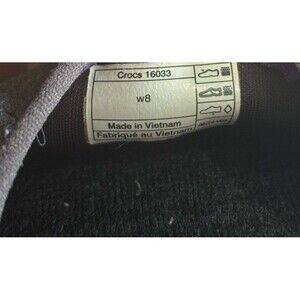 Crocs 16033
w8
Made in Vietnam
Fabriqué au Vietnam